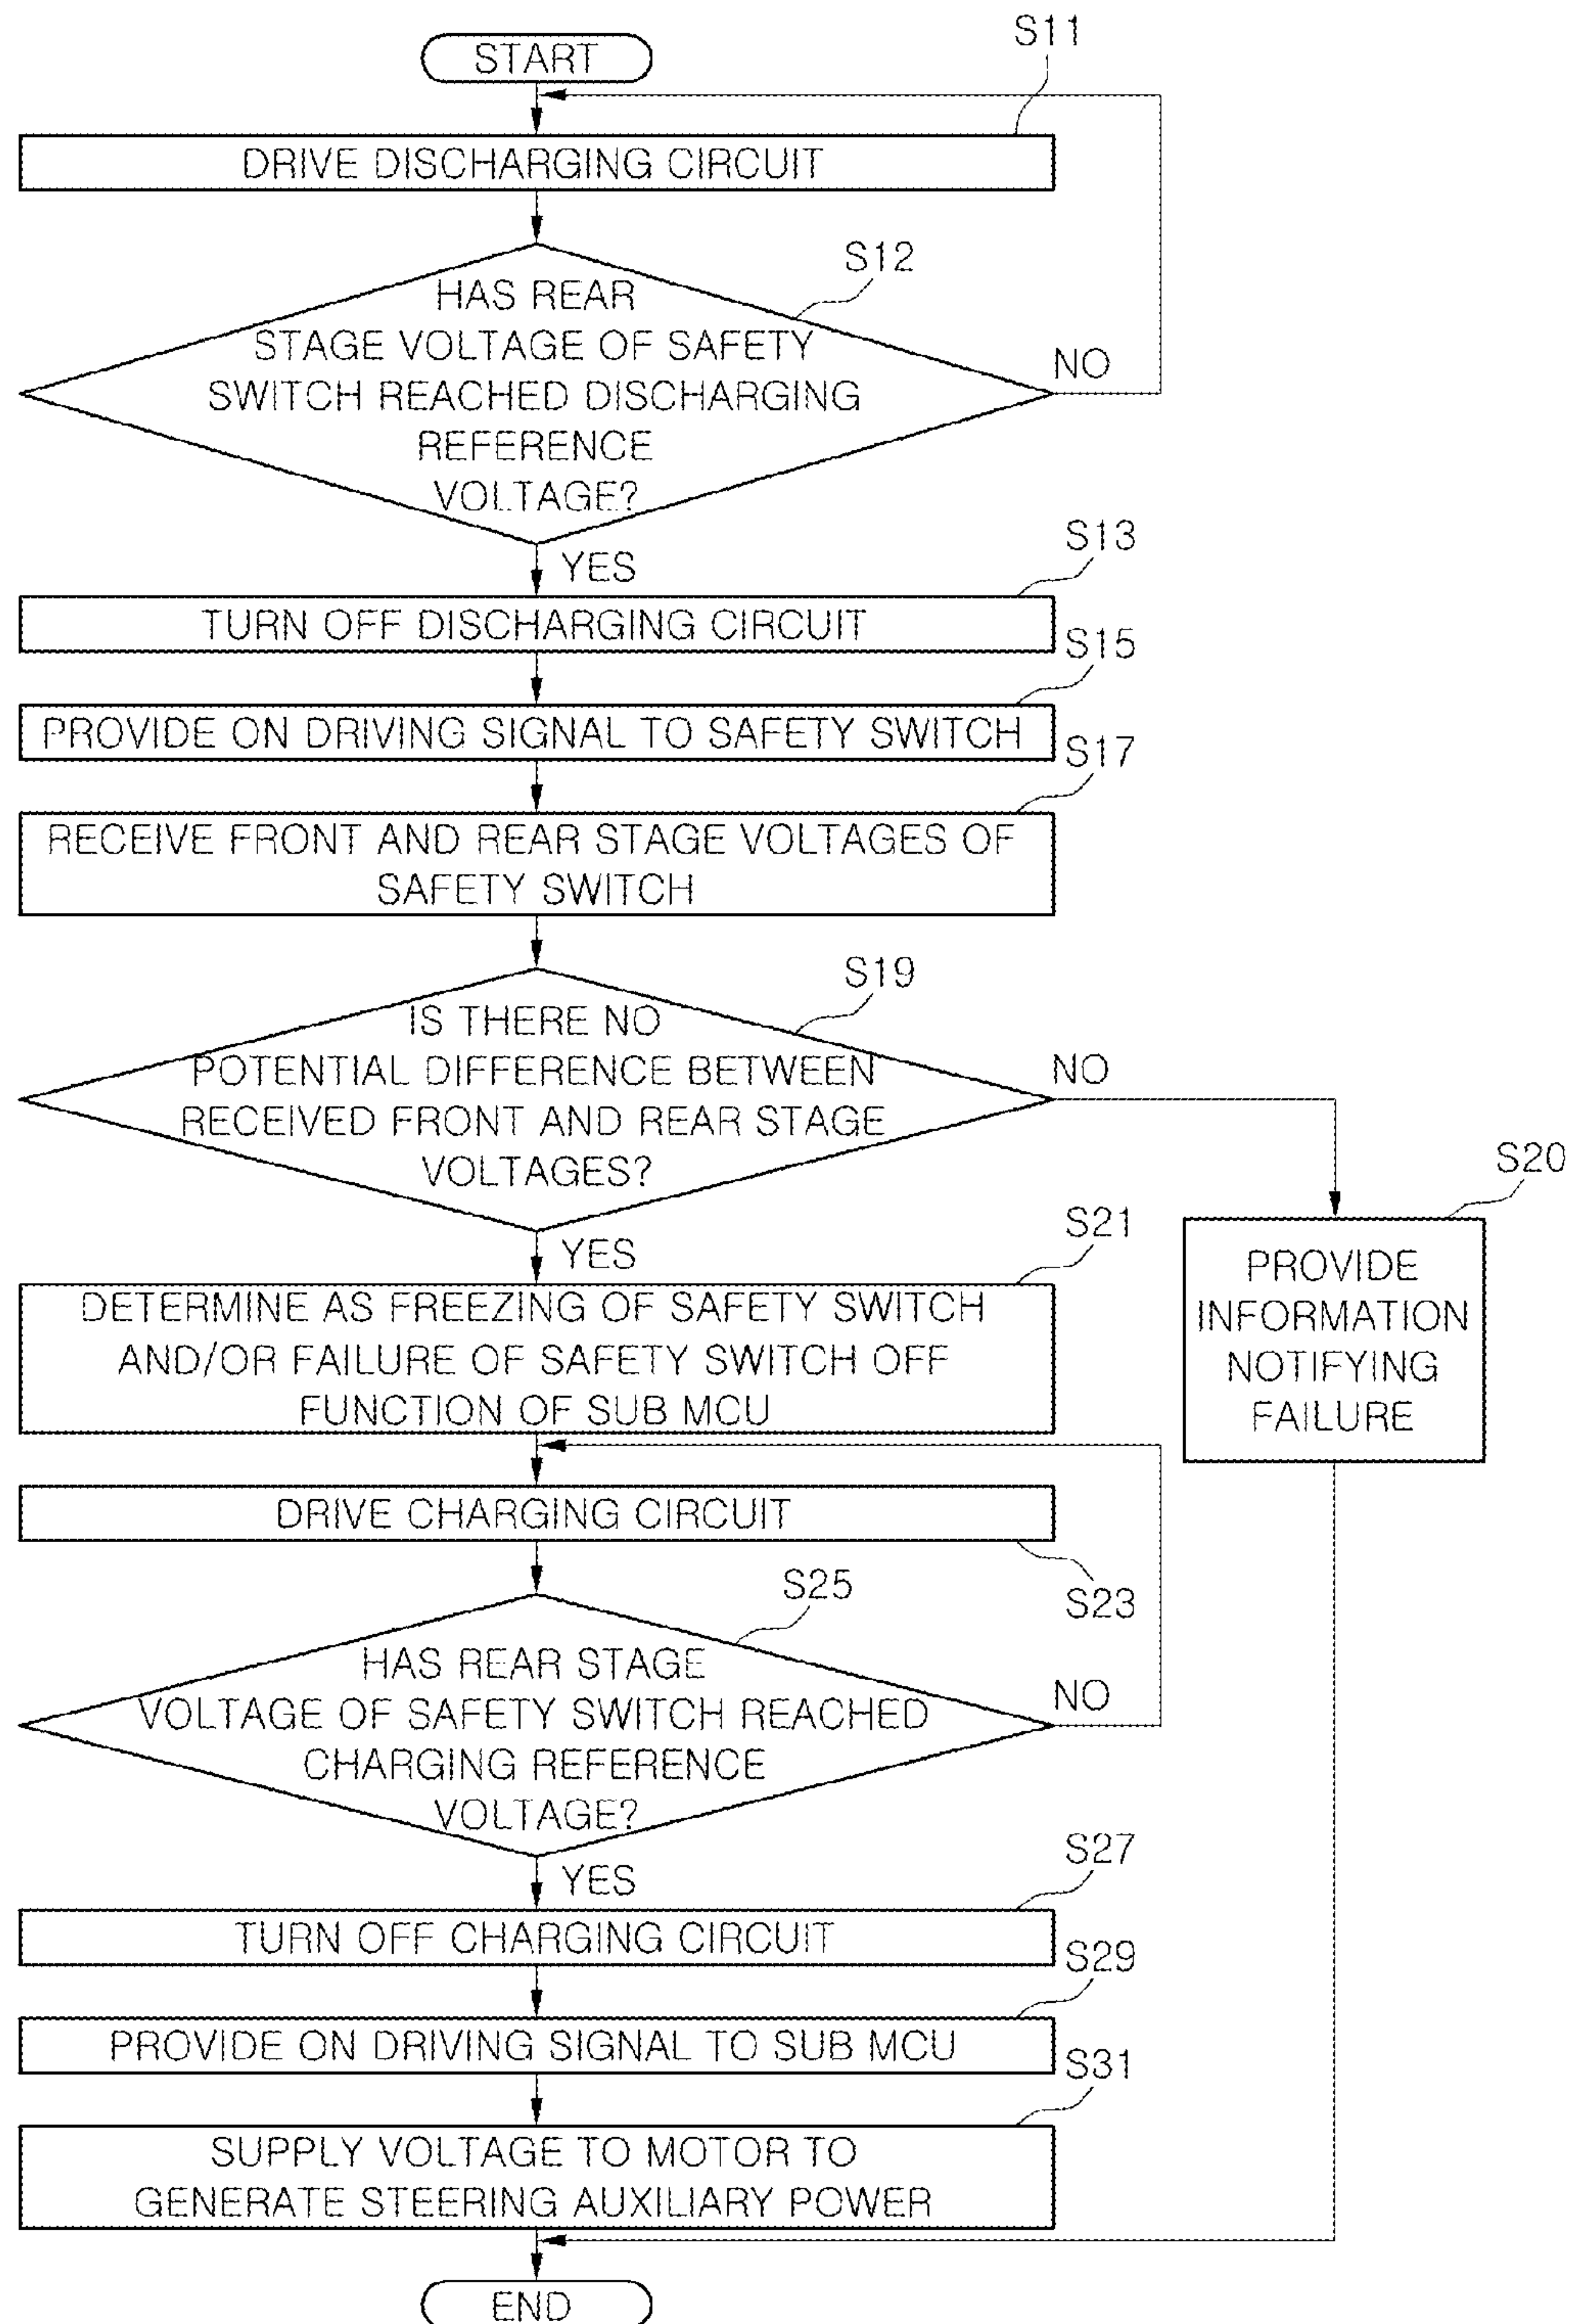 S11
START
DRIVE DISCHARGING CIRCUIT
S12
HAS REAR
STAGE VOLTAGE OF SAFETY
SWITCH REACHED DISCHARGING
REFERENCE
VOLTAGE?
NO
YES
S13
TURN OFF DISCHARGING CIRCUIT
S15
PROVIDE ON DRIVING SIGNAL TO SAFETY SWITCH
S17
RECEIVE FRONT AND REAR STAGE VOLTAGES OF
SAFETY SWITCH
S19
IS THERE NO
POTENTIAL DIFFERENCE BETWEEN
RECEIVED FRONT AND REAR STAGE
VOLTAGES?
NO
S20
PROVIDE
INFORMATION
NOTIFYING
FAILURE
YES
S21
DETERMINE AS FREEZING OF SAFETY SWITCH
AND/OR FAILURE OF SAFETY SWITCH OFF
FUNCTION OF SUB MCU
DRIVE CHARGING CIRCUIT
S23
S25
HAS REAR STAGE
VOLTAGE OF SAFETY SWITCH REACHED
CHARGING REFERENCE
VOLTAGE?
NO
YES
S27
TURN OFF CHARGING CIRCUIT
S29
PROVIDE ON DRIVING SIGNAL TO SUB MCU
S31
SUPPLY VOLTAGE TO MOTOR TO
GENERATE STEERING AUXILIARY POWER
END